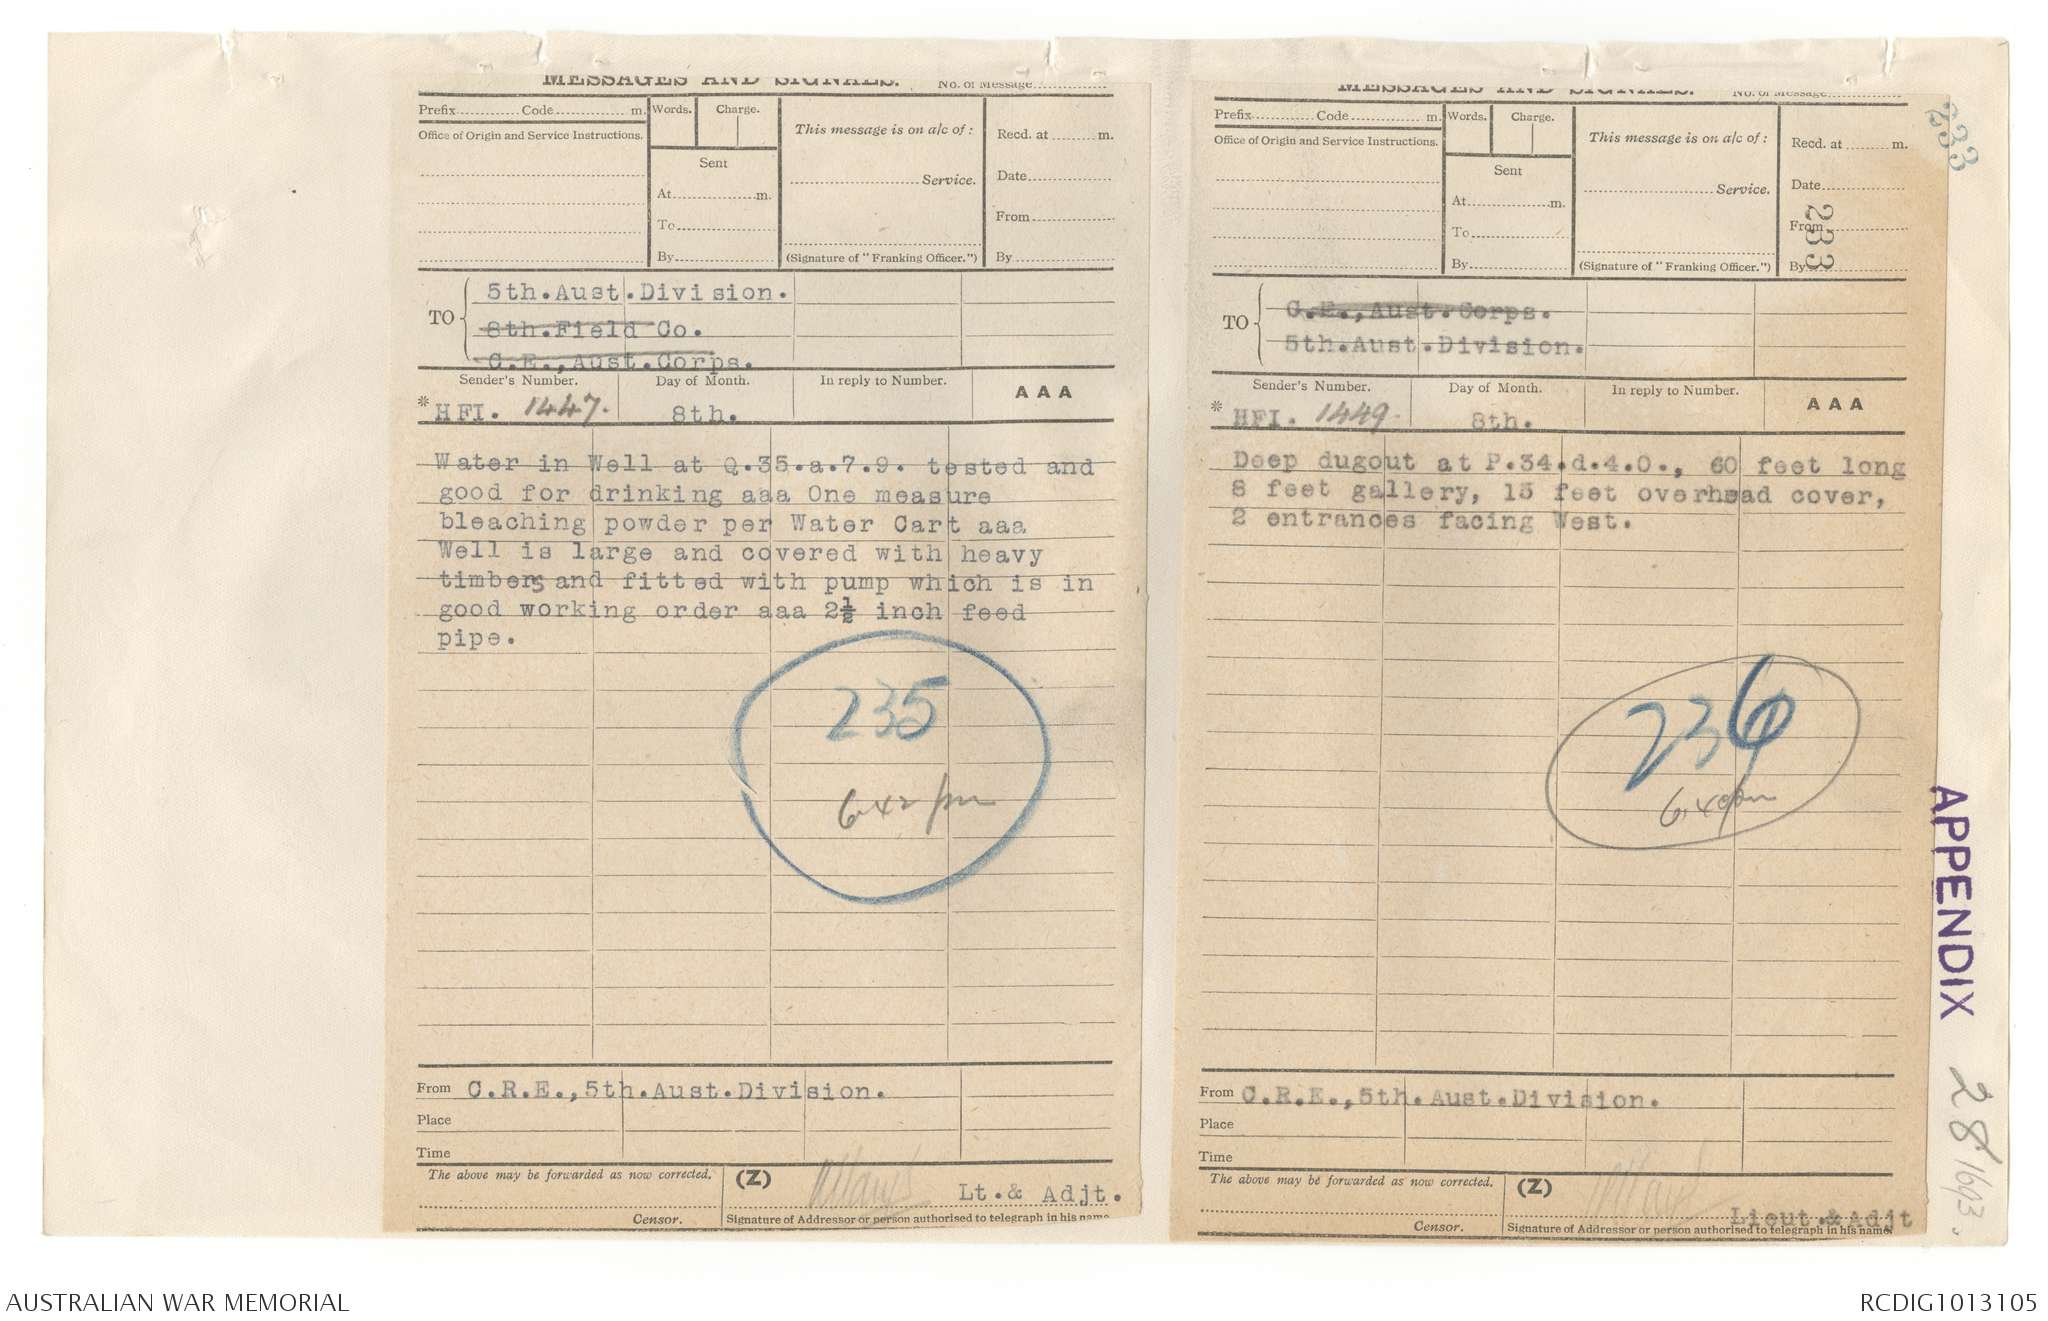 MESSAGES AND SIGNALS. No. of Message
Prefix Code m. Words. Charge.
This message is on a/c of :
Recd. at m.
Office of Origin and Service Instructions.
Sent
Service.
Date
At m.
From
To
By
(Signature of "Franking Officer.")
By
TO
5th.Aust.Division.
8th.Field Co.
C.E.,Aust.Corps.
Sender's Number. Day of Month. In reply to Number. AAA
* HFI. 1447. 8th.
Water in Well at Q.35.a.7.9. tested and
good for drinking aaa One measure
bleaching powder per Water Cart aaa
Well is large and covered with heavy
timbers and fitted with pump which is in
good working order aaa 2½ inch feed
pipe.
235
6.42 pm
From C.R.E.,5th.Aust.Division.
Place
Time
The above may be forwarded as now corrected. (Z)
Lt.& Adjt.
Censor. Signature of Addressor or person authorised to telegraph in his name
MESSAGES AND SIGNALS. No. of Message
233
Prefix Code m. Words. Charge.
This message is on a/c of :
Recd. at m.
Office of Origin and Service Instructions.
Sent
Service.
Date
At m.
From
233
To
By
(Signature of "Franking Officer.")
By
TO
C.E.,Aust.Corps.
5th.Aust.Division.
Sender's Number. Day of Month. In reply to Number. AAA
* HFI. 1449. 8th.
Deep dugout at P.34.d.4.0., 60 feet long
8 feet gallery, 15 feet overhead cover,
2 entrances facing West.
236
6.40pm
APPENDIX
28
16/93.
From C.R.E.,5th.Aust.Division.
Place
Time
The above may be forwarded as now corrected. (Z)
Lieut.&Adjt
Censor. Signature of Addressor or person authorised to telegraph in his name.
AUSTRALIAN WAR MEMORIAL
RCDIG1013105